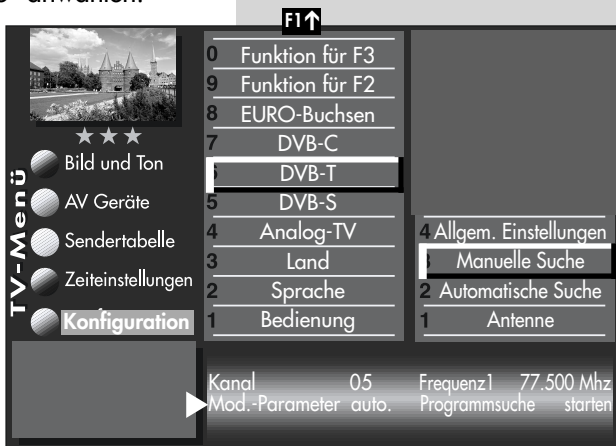 anwählen.
F1↑
TV-Menü
Bild und Ton
AV Geräte
Sendertabelle
Zeiteinstellungen
Konfiguration
0 Funktion für F3
9 Funktion für F2
8 EURO-Buchsen
7 DVB-C
6 DVB-T
5 DVB-S
4 Analog-TV
3 Land
2 Sprache
1 Bedienung
4 Allgem. Einstellungen
3 Manuelle Suche
2 Automatische Suche
1 Antenne
Kanal 05 Frequenz1 77.500 Mhz
Mod.-Parameter auto. Programmsuche starten